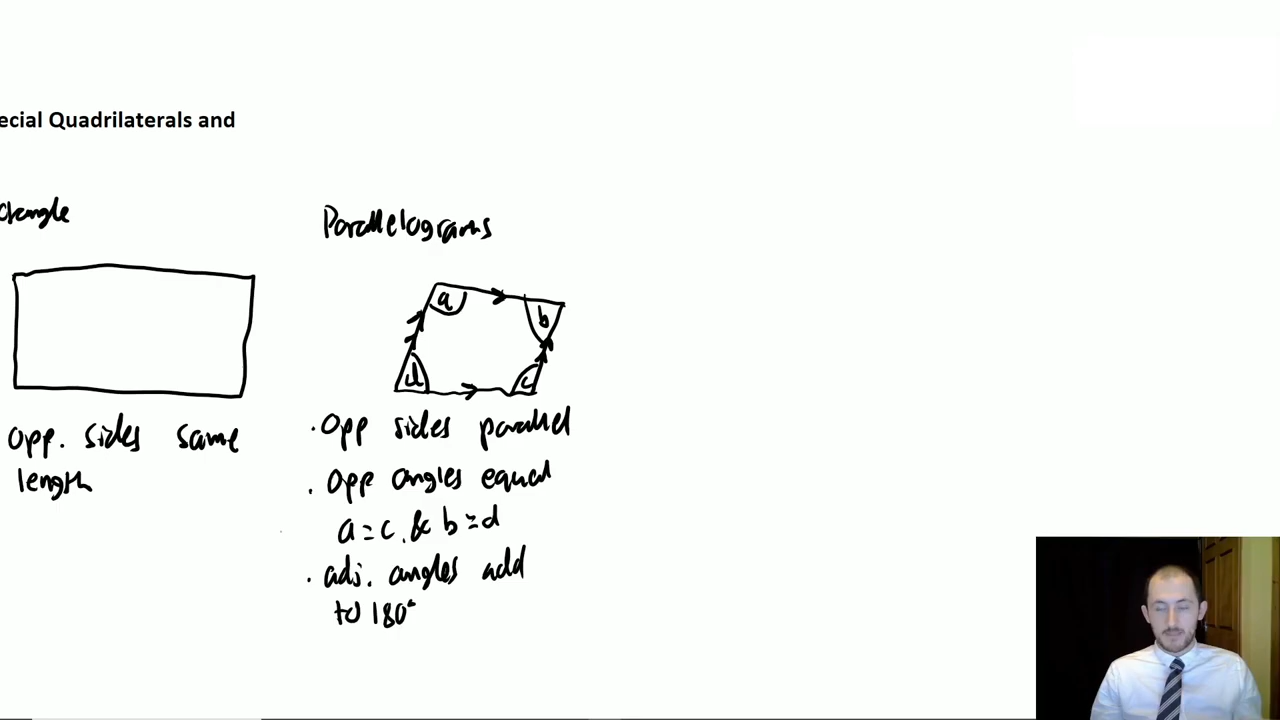 ecial Quadrilaterals and
ctangle
Parallelograms
a
b
d
c
opp. sides same
length
· Opp sides parallel
· Opp angles equal
a = c. & b = d
· adj. angles add
to 180°